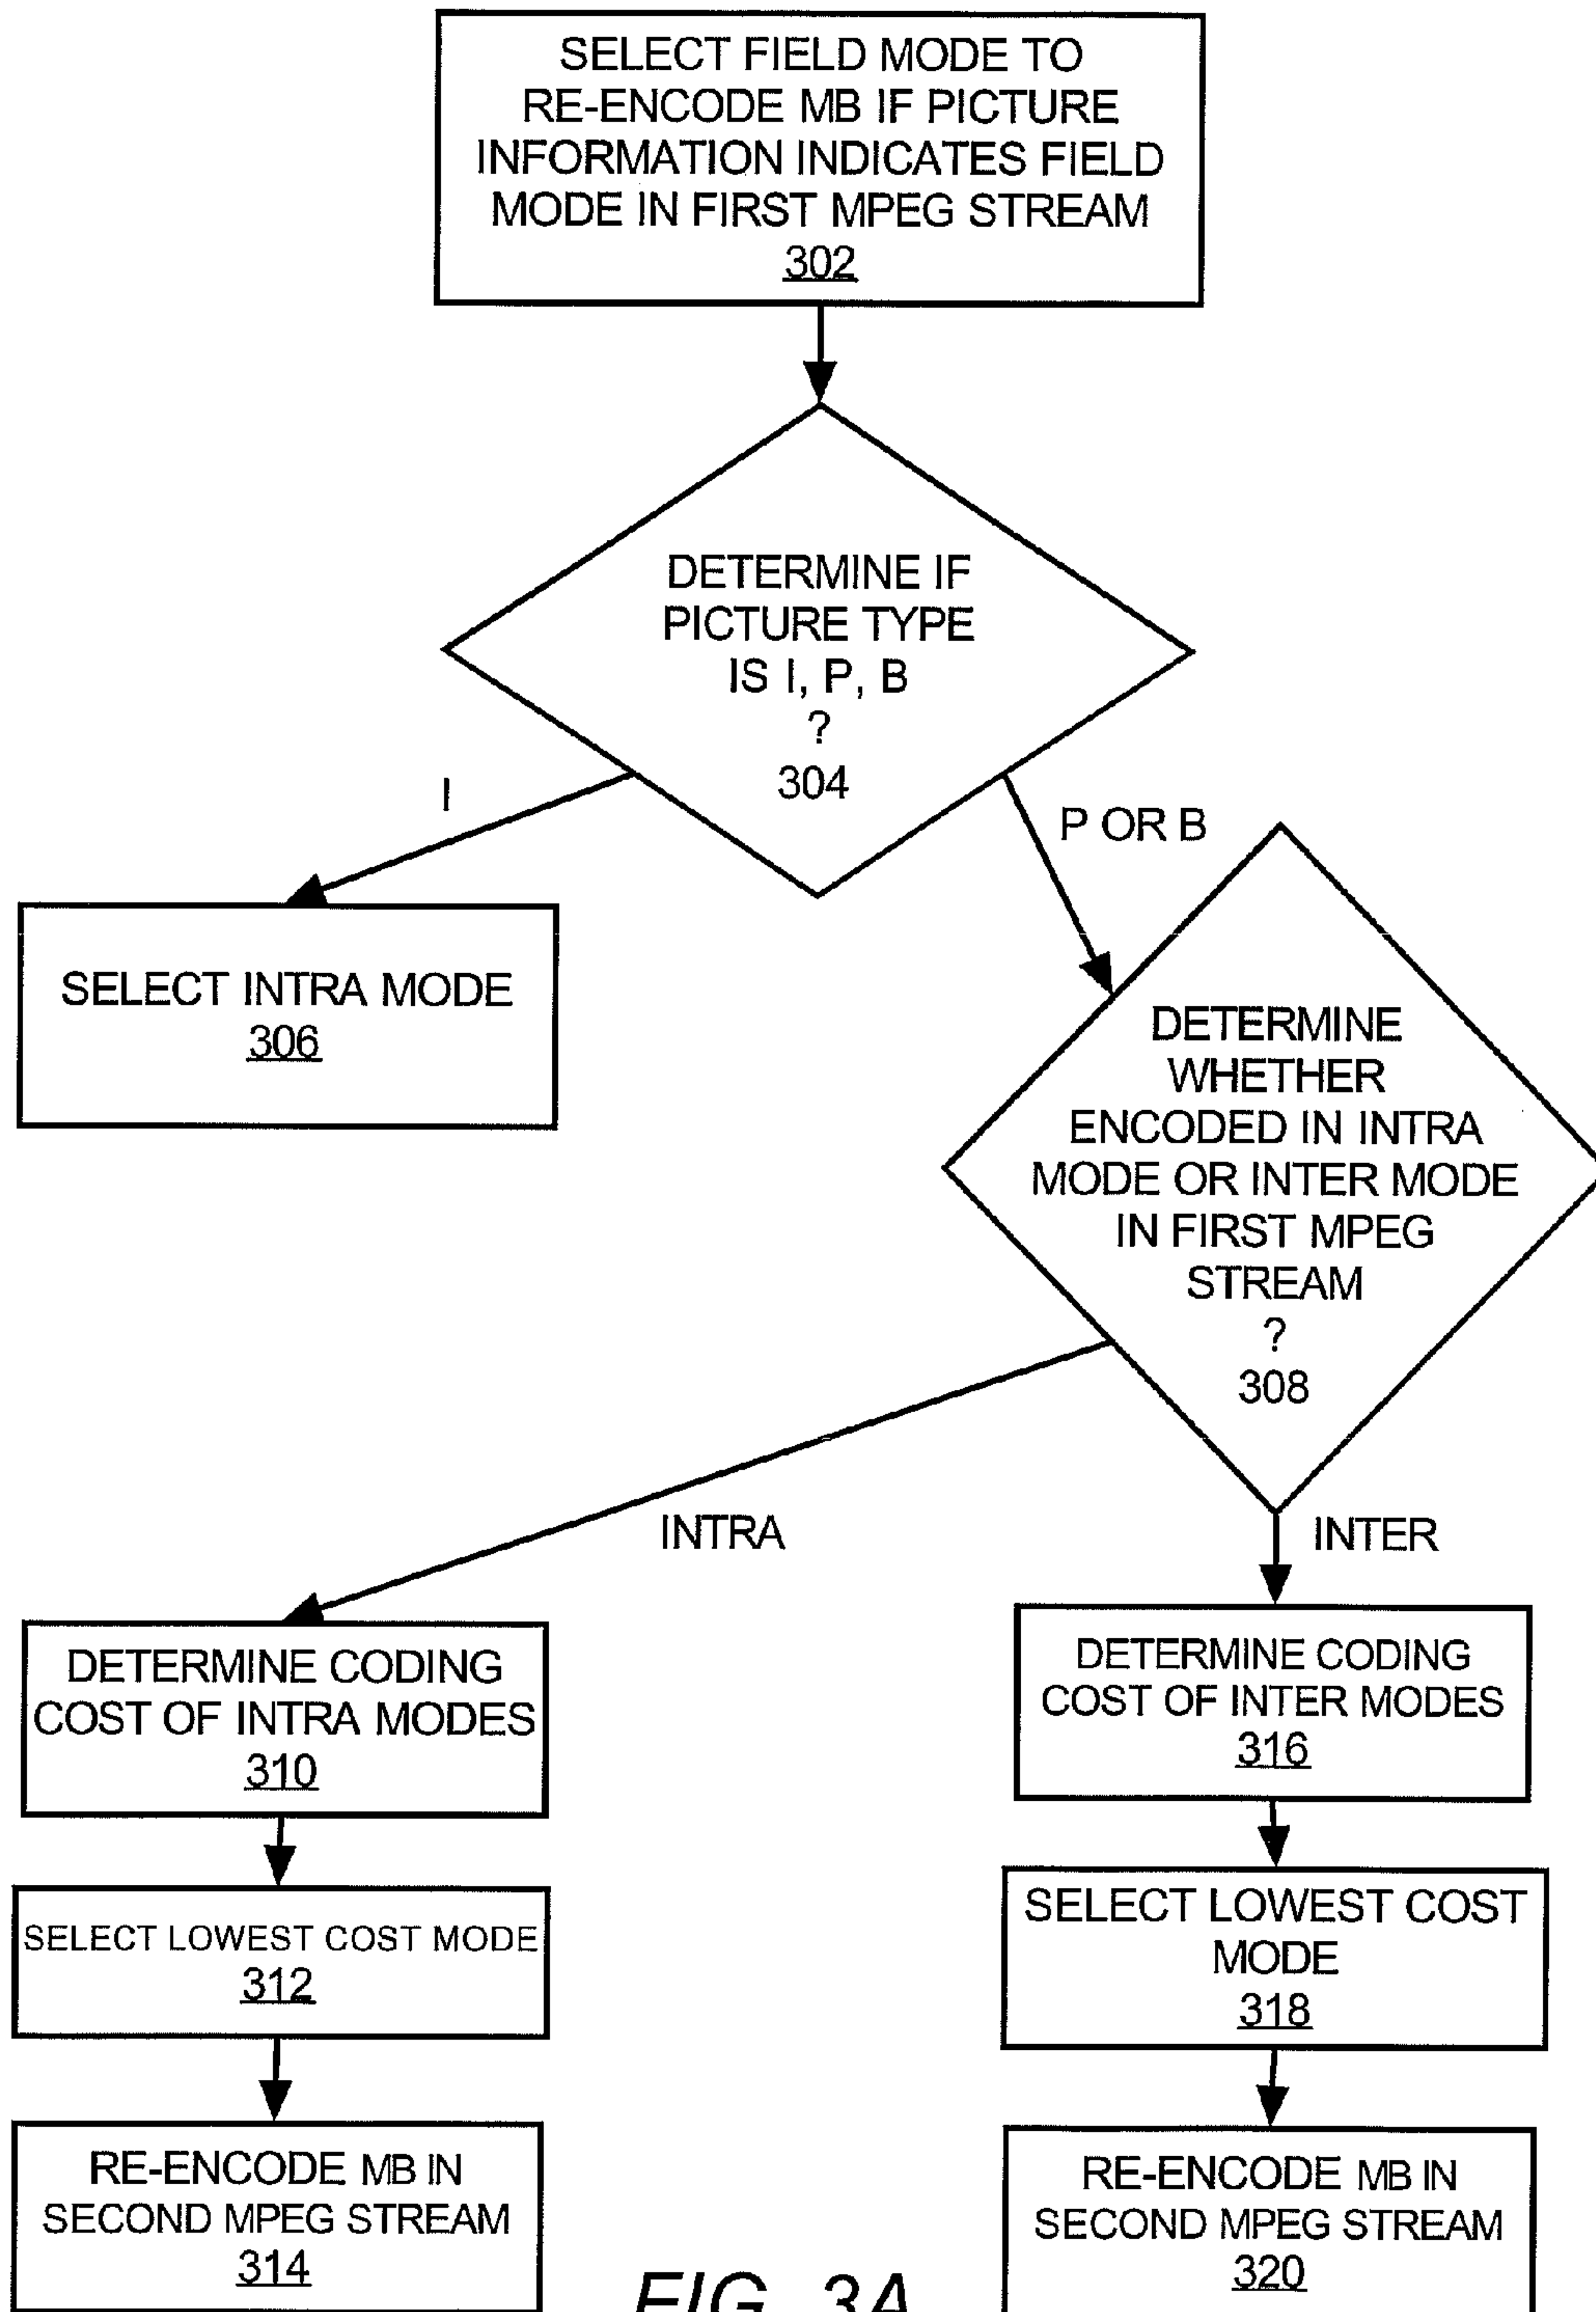 SELECT FIELD MODE TO
RE-ENCODE MB IF PICTURE
INFORMATION INDICATES FIELD
MODE IN FIRST MPEG STREAM
302
DETERMINE IF
PICTURE TYPE
IS I, P, B
?
304
I
P OR B
SELECT INTRA MODE
306
DETERMINE
WHETHER
ENCODED IN INTRA
MODE OR INTER MODE
IN FIRST MPEG
STREAM
?
308
INTRA
INTER
DETERMINE CODING
COST OF INTRA MODES
310
DETERMINE CODING
COST OF INTER MODES
316
SELECT LOWEST COST MODE
312
SELECT LOWEST COST
MODE
318
RE-ENCODE MB IN
SECOND MPEG STREAM
314
RE-ENCODE MB IN
SECOND MPEG STREAM
320
FIG. 3A